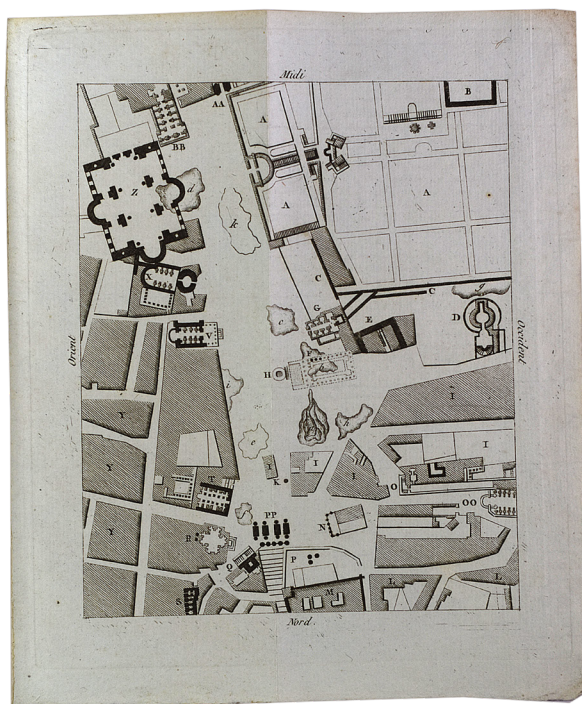 Midi
B
AA
A
BB
Z
d
A
A
k
X
C
C
g
G
D
E
V
Orient
Occident
H
i
Y
I
I
I
I
K
T
O
OO
PP
N
R
P
Q
L
L
M
S
Y
Y
Nord.